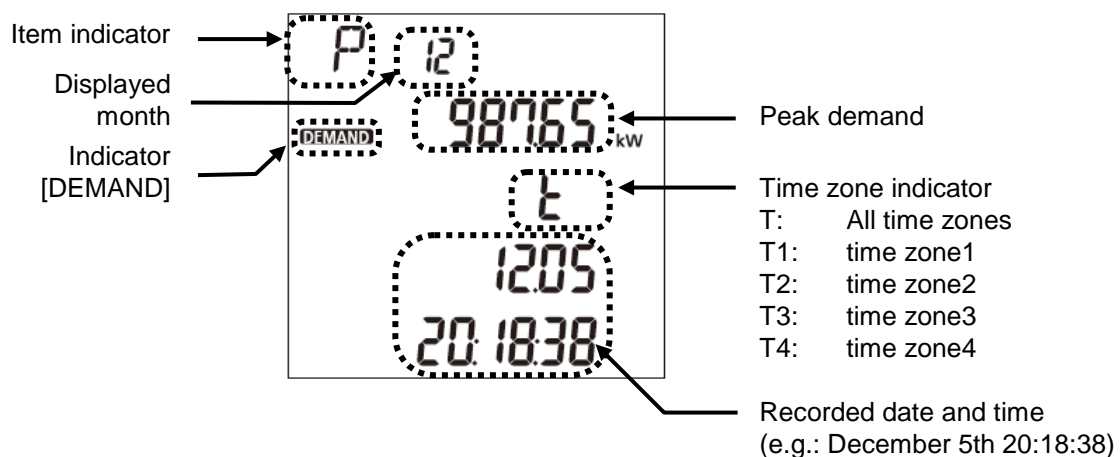 Item indicator
Displayed
month
Indicator
[DEMAND]
P 12
98765 kW
DEMAND
t
12.05
20:18:38
Peak demand
Time zone indicator
T: All time zones
T1: time zone1
T2: time zone2
T3: time zone3
T4: time zone4
Recorded date and time
(e.g.: December 5th 20:18:38)